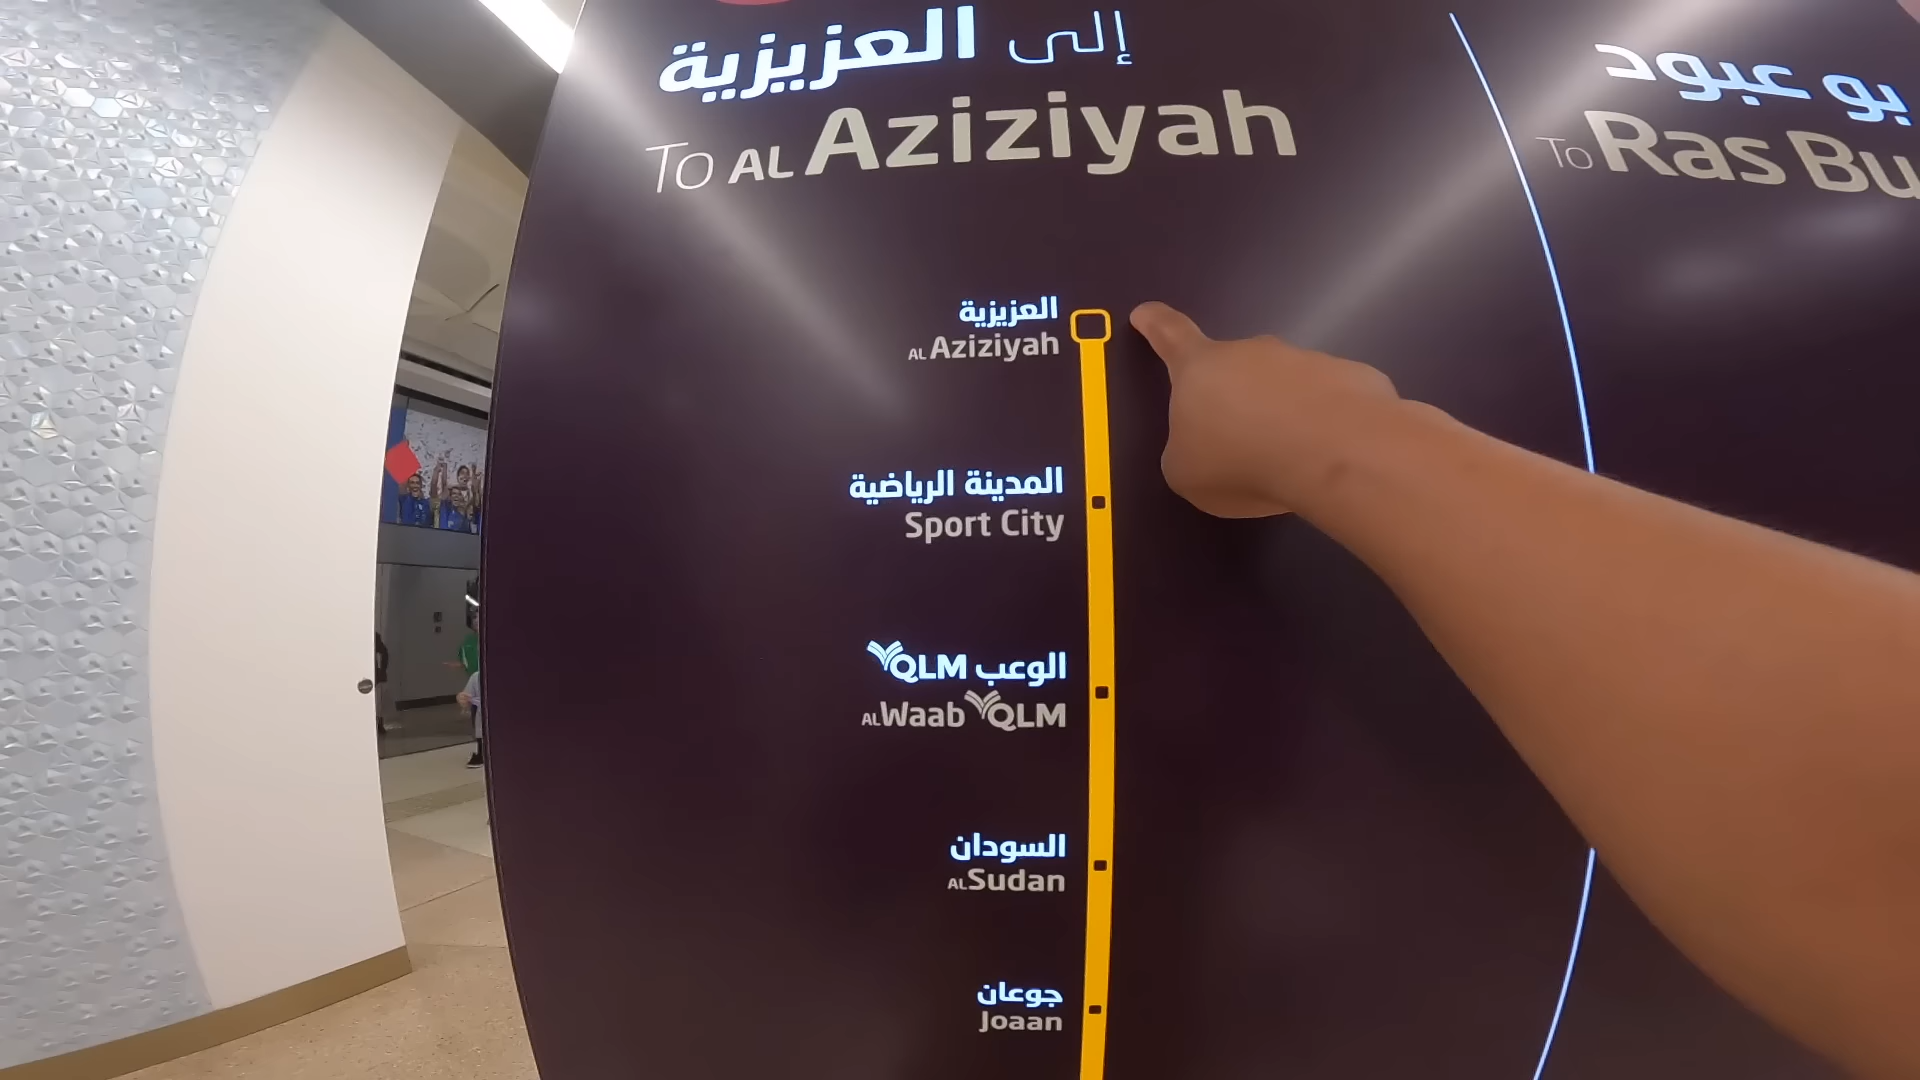 إلى العزيزية
To AL Aziziyah
العزيزية
AL Aziziyah
المدينة الرياضية
Sport City
الوعب QLM
AL Waab QLM
السودان
AL Sudan
جوعان
Joaan
بو عبود
To Ras Bu